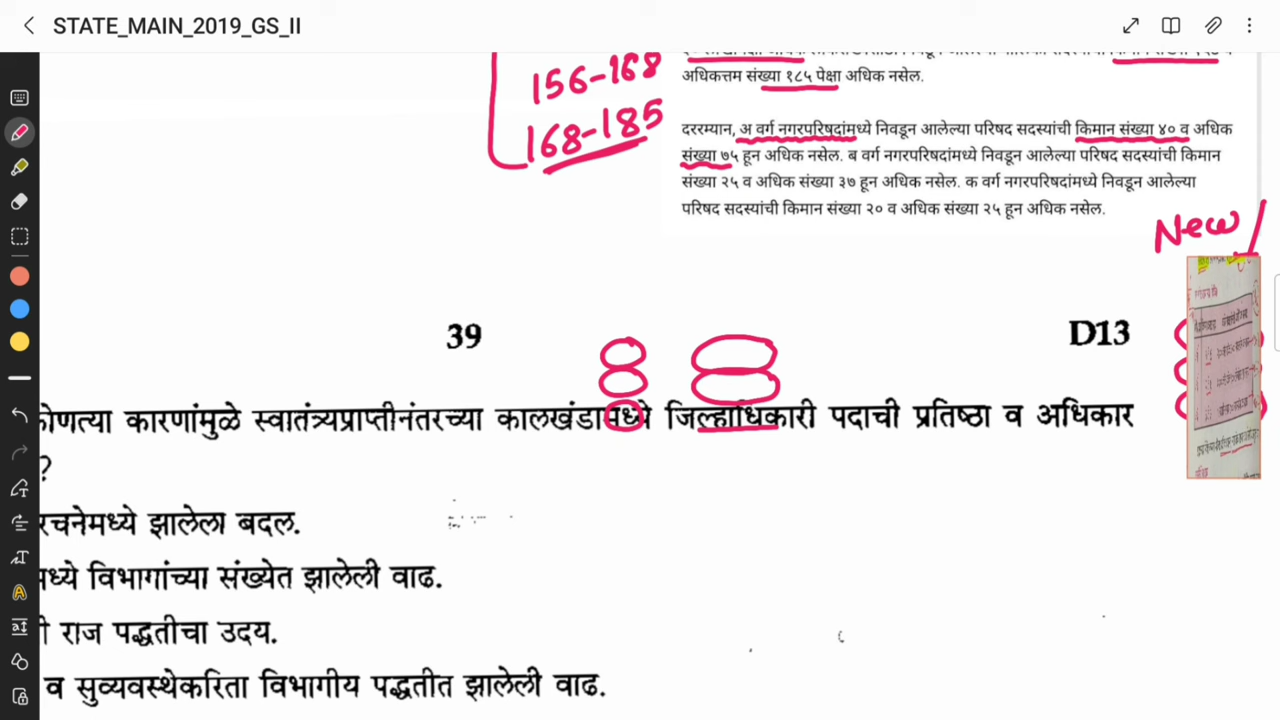 STATE_MAIN_2019_GS_II
156-168
168-185
अधिकत्तम संख्या १८५ पेक्षा अधिक नसेल.
दररम्यान, अ वर्ग नगरपरिषदांमध्ये निवडून आलेल्या परिषद सदस्यांची किमान संख्या ४० व अधिक
संख्या ७५ हून अधिक नसेल. ब वर्ग नगरपरिषदांमध्ये निवडून आलेल्या परिषद सदस्यांची किमान
संख्या २५ व अधिक संख्या ३७ हून अधिक नसेल. क वर्ग नगरपरिषदांमध्ये निवडून आलेल्या
परिषद सदस्यांची किमान संख्या २० व अधिक संख्या २५ हून अधिक नसेल.
New
39
D13
कोणत्या कारणांमुळे स्वातंत्र्यप्राप्तीनंतरच्या कालखंडामध्ये जिल्हाधिकारी पदाची प्रतिष्ठा व अधिकार
?
रचनेमध्ये झालेला बदल.
मध्ये विभागांच्या संख्येत झालेली वाढ.
राज पद्धतीचा उदय.
व सुव्यवस्थेकरिता विभागीय पद्धतीत झालेली वाढ.